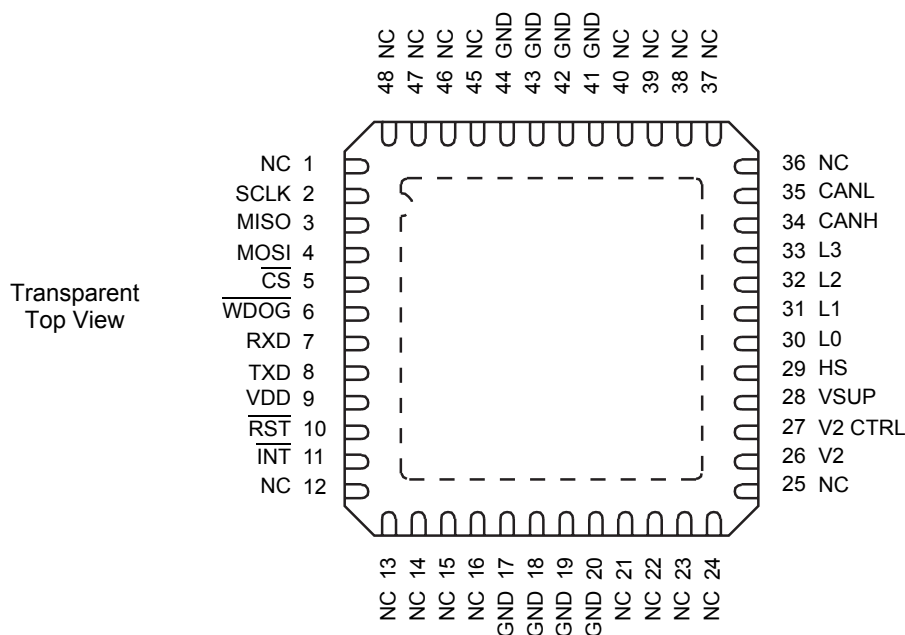 48 NC
47 NC
46 NC
45 NC
44 GND
43 GND
42 GND
41 GND
40 NC
39 NC
38 NC
37 NC
NC 1
SCLK 2
MISO 3
MOSI 4
CS 5
WDOG 6
RXD 7
TXD 8
VDD 9
RST 10
INT 11
NC 12
Transparent
Top View
36 NC
35 CANL
34 CANH
33 L3
32 L2
31 L1
30 L0
29 HS
28 VSUP
27 V2 CTRL
26 V2
25 NC
NC 13
NC 14
NC 15
NC 16
GND 17
GND 18
GND 19
GND 20
NC 21
NC 22
NC 23
NC 24